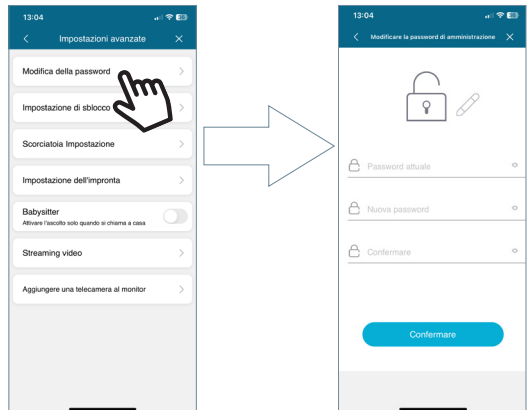 13:04
Impostazioni avanzate
Modifica della password
Impostazione di sblocco
Scorciatoia Impostazione
Impostazione dell'impronta
Babysitter
Attivare l'ascolto solo quando si chiama a casa
Streaming video
Aggiungere una telecamera al monitor
13:04
Modificare la password di amministrazione
Password attuale
Nuova password
Confermare
Confermare